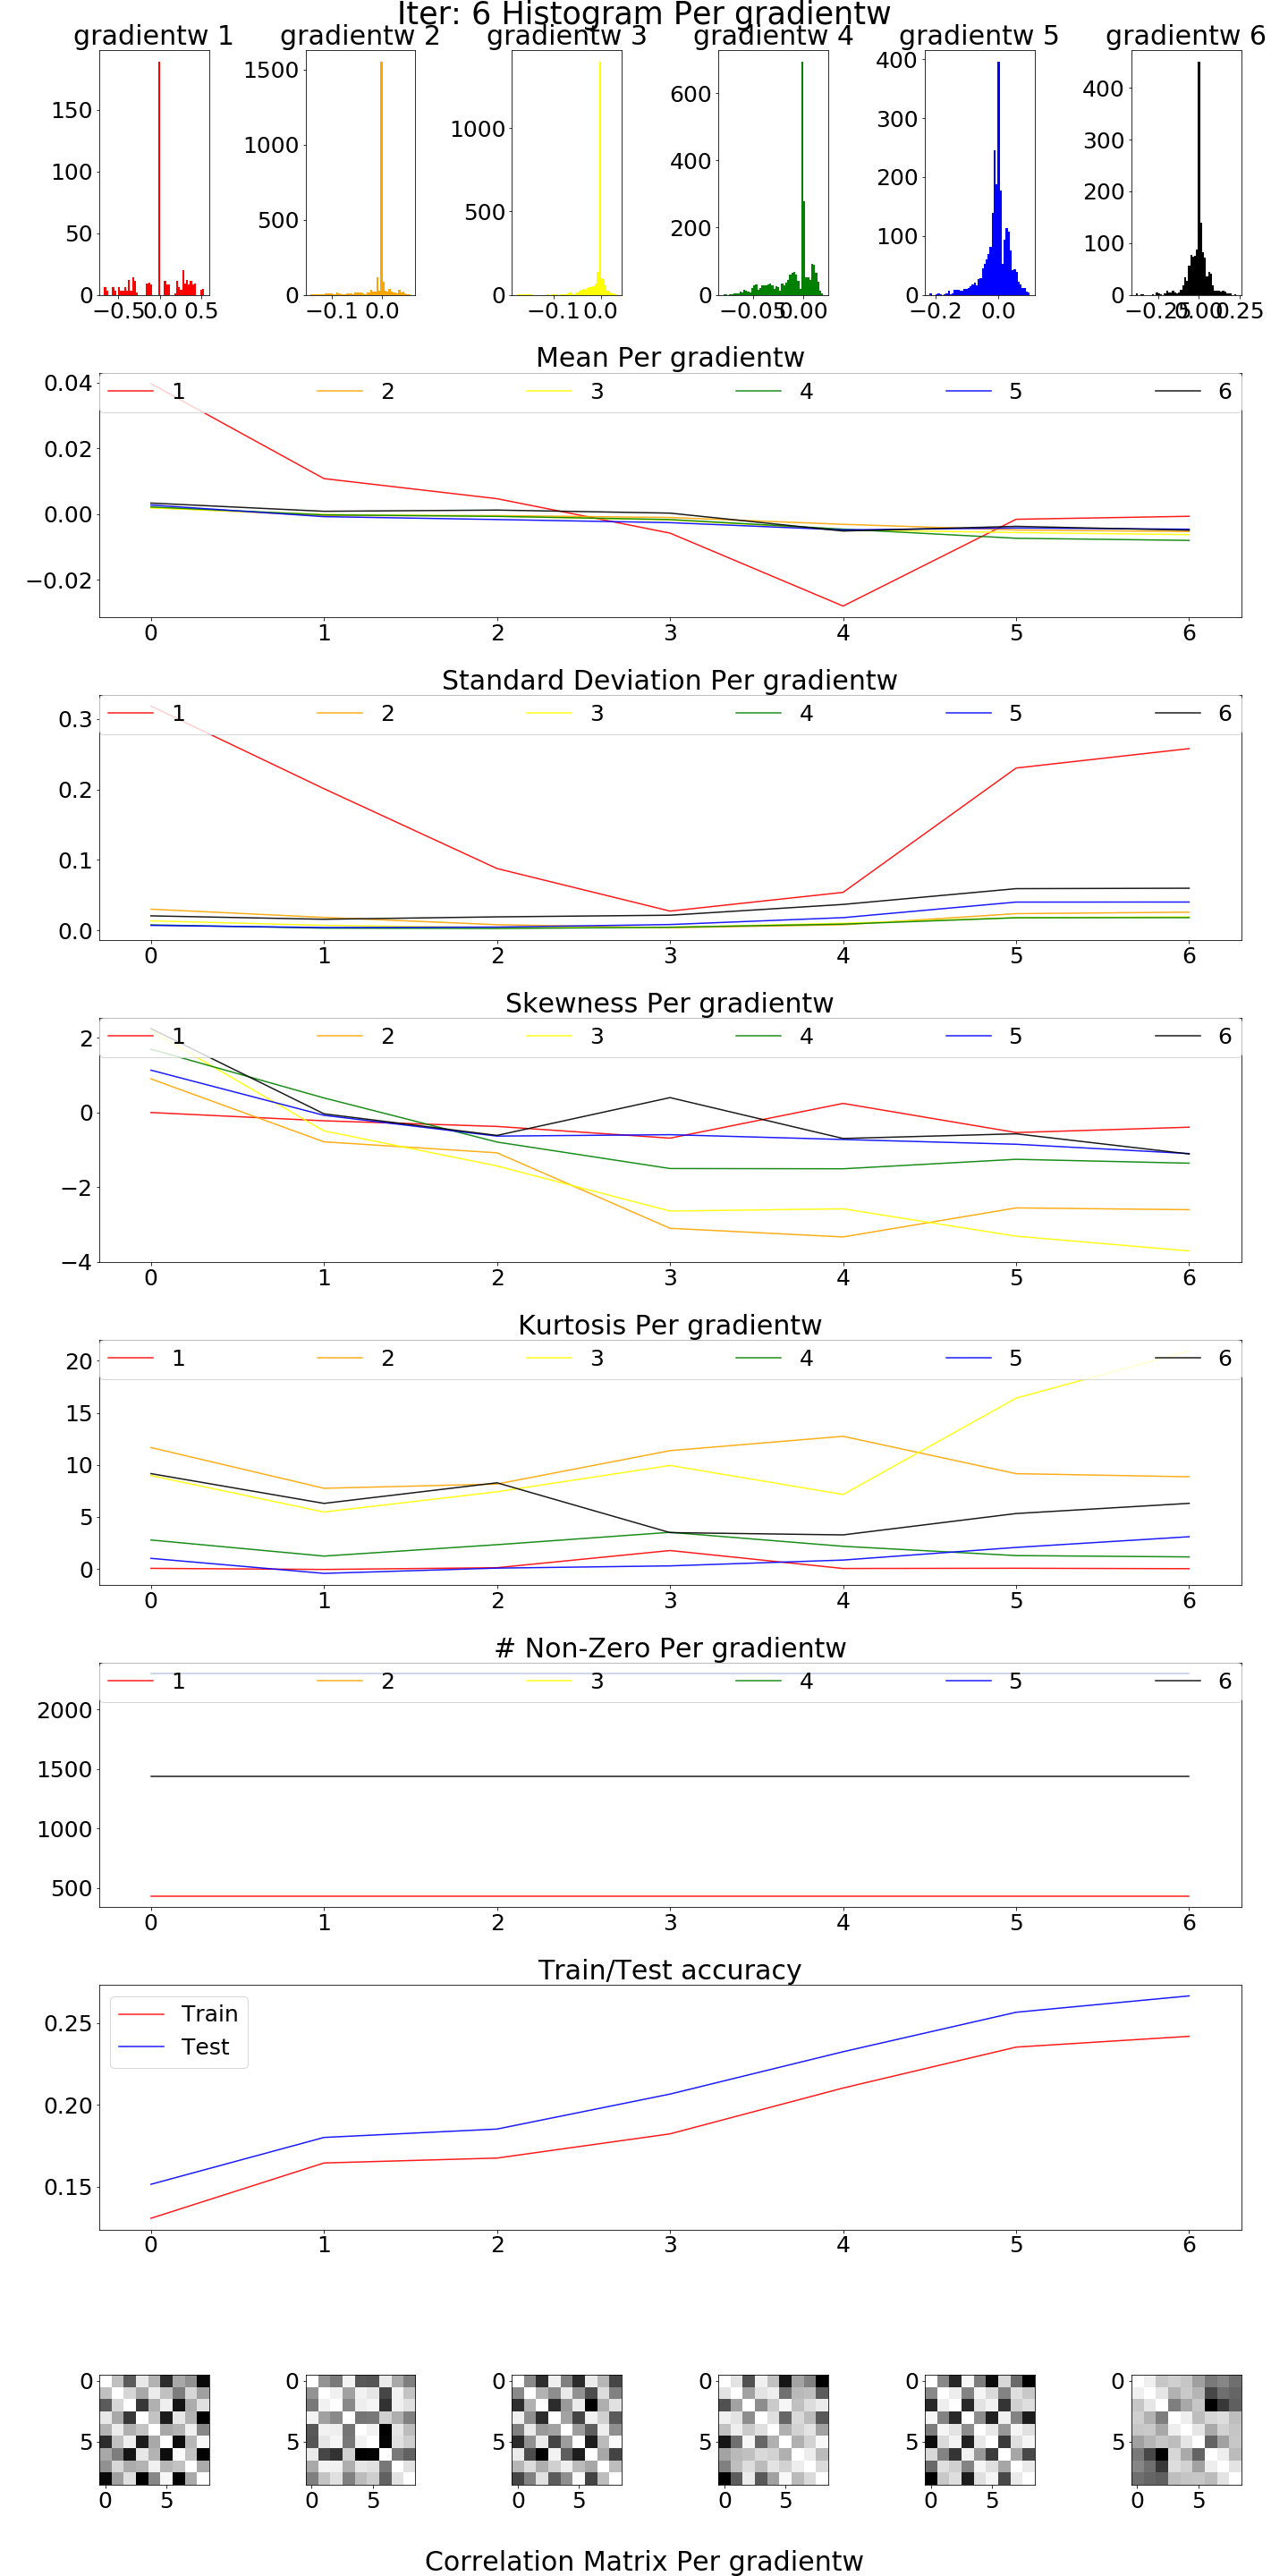 Iter: 6 Histogram Per gradientw
gradientw 1 gradientw 2 gradientw 3 gradientw 4 gradientw 5 gradientw 6
150
100
50
0
−0.5 0.0 0.5
1500
1000
500
0
−0.1 0.0
1000
500
0
−0.1 0.0
600
400
200
0
−0.05 0.00
400
300
200
100
0
−0.2 0.0
400
300
200
100
0
−0.25 0.00 0.25
Mean Per gradientw
1 2 3 4 5 6
0.04
0.02
0.00
−0.02
0 1 2 3 4 5 6
Standard Deviation Per gradientw
1 2 3 4 5 6
0.3
0.2
0.1
0.0
0 1 2 3 4 5 6
Skewness Per gradientw
1 2 3 4 5 6
2
0
−2
−4
0 1 2 3 4 5 6
Kurtosis Per gradientw
1 2 3 4 5 6
20
15
10
5
0
0 1 2 3 4 5 6
# Non-Zero Per gradientw
1 2 3 4 5 6
2000
1500
1000
500
0 1 2 3 4 5 6
Train/Test accuracy
Train
Test
0.25
0.20
0.15
0 1 2 3 4 5 6
0 0 0 0 0 0
5 5 5 5 5 5
0 5 0 5 0 5 0 5 0 5 0 5
Correlation Matrix Per gradientw